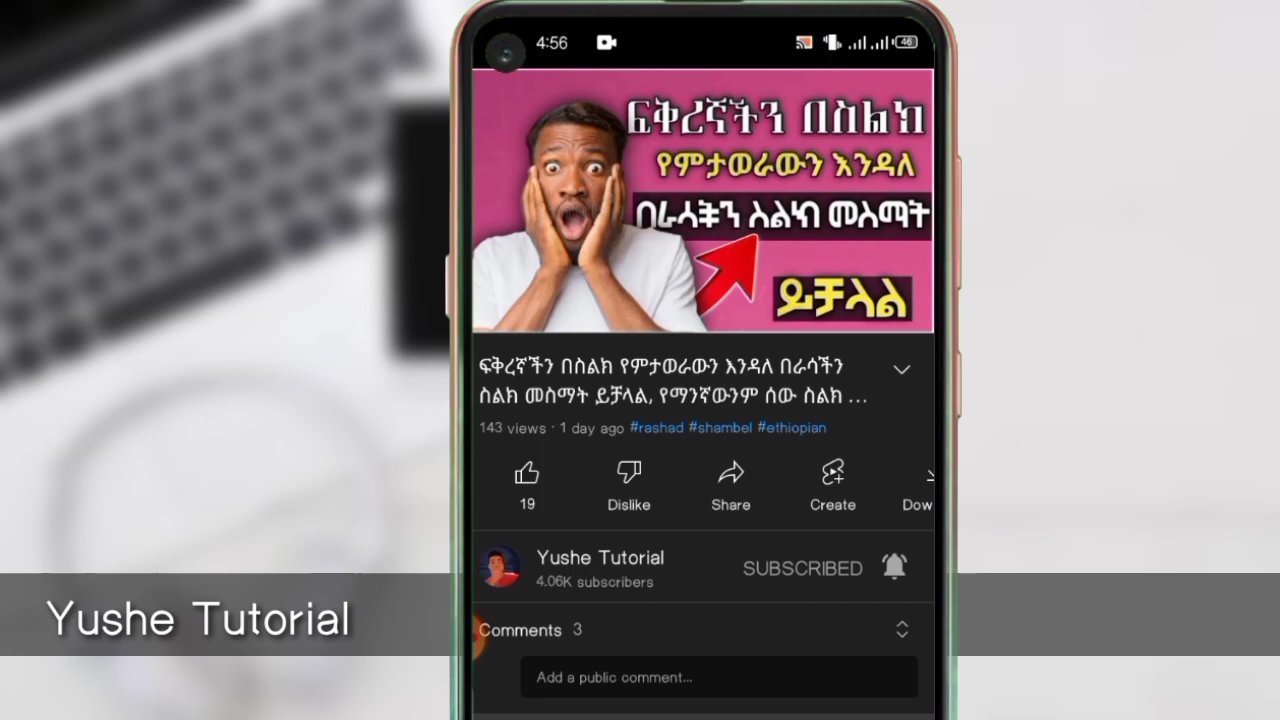 4:56
46
ፍቅረኛችን በስልክ
የምታወራውን እንዳለ
በራሳችን ስልክ መስማት
ይቻላል
ፍቅረኛችን በስልክ የምታወራውን እንዳለ በራሳችን
ስልክ መስማት ይቻላል, የማንኛውንም ሰው ስልክ ...
143 views · 1 day ago #rashad #shambel #ethiopian
19 Dislike Share Create Dow
Yushe Tutorial
4.06K subscribers
SUBSCRIBED
Yushe Tutorial
Comments 3
Add a public comment...